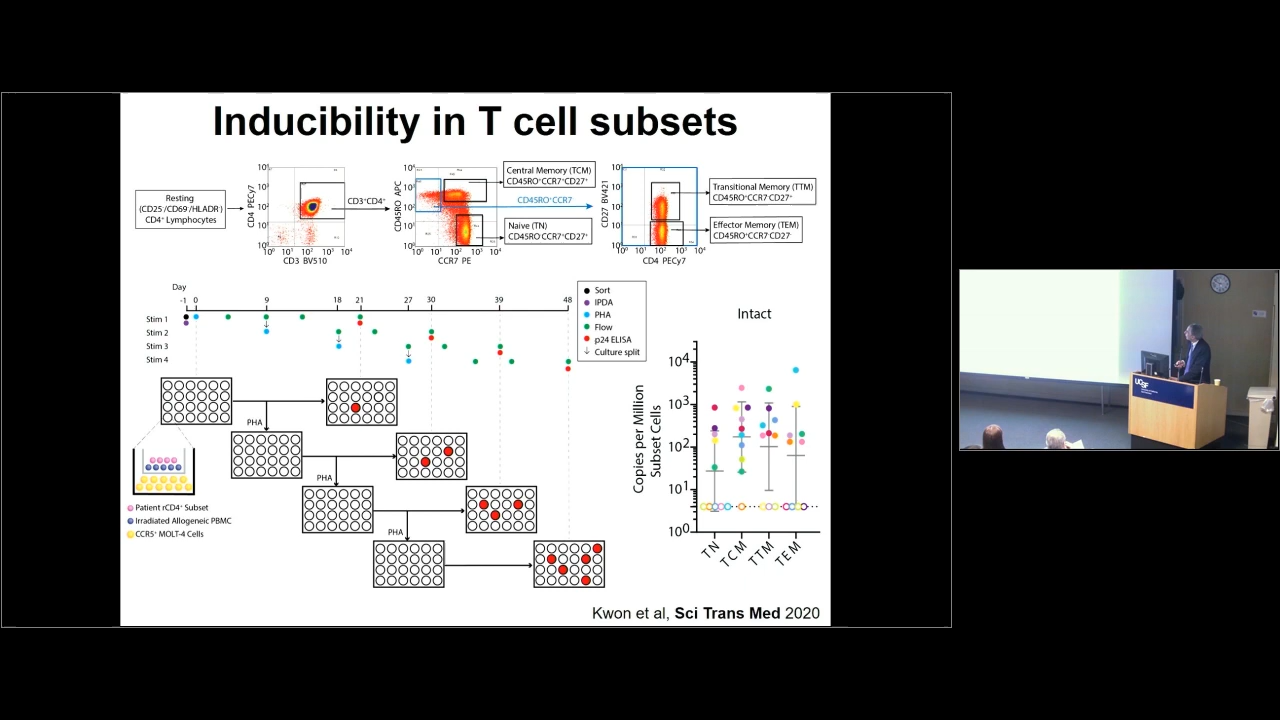 Inducibility in T cell subsets
Resting
(CD25⁻/CD69⁻/HLADR⁻)
CD4⁺ Lymphocytes
CD4 PECy7
CD3 BV510
CD3⁺CD4⁺
CD45RO APC
CCR7 PE
Central Memory (TCM)
CD45RO⁺CCR7⁺CD27⁺
CD45RO⁺CCR7⁻
Naive (TN)
CD45RO⁻CCR7⁺CD27⁺
CD27 BV421
CD4 PECy7
Transitional Memory (TTM)
CD45RO⁺CCR7⁻CD27⁺
Effector Memory (TEM)
CD45RO⁺CCR7⁻CD27⁻
Day
-1 0 9 18 21 27 30 39 48
Stim 1
Stim 2
Stim 3
Stim 4
Sort
IPDA
PHA
Flow
p24 ELISA
Culture split
PHA
PHA
PHA
Patient rCD4⁺ Subset
Irradiated Allogeneic PBMC
CCR5⁺ MOLT-4 Cells
Intact
Copies per Million
Subset Cells
10⁴
10³
10²
10¹
10⁰
TN TCM TTM TEM
Kwon et al, Sci Trans Med 2020
UCSF